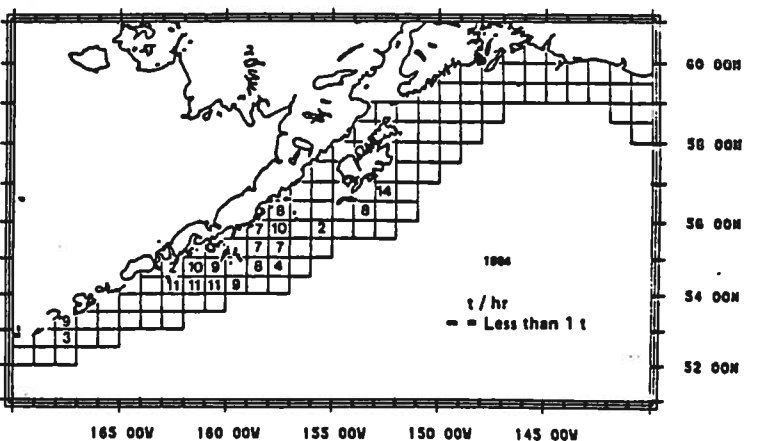 60 00N
58 00N
14
8 8
7 10 2
56 00N
7 7
2 10 9 8 4
1984
11 11 9
54 00N
t / hr
= Less than 1 t
9
3
52 00N
165 00W 160 00W 155 00W 150 00W 145 00W